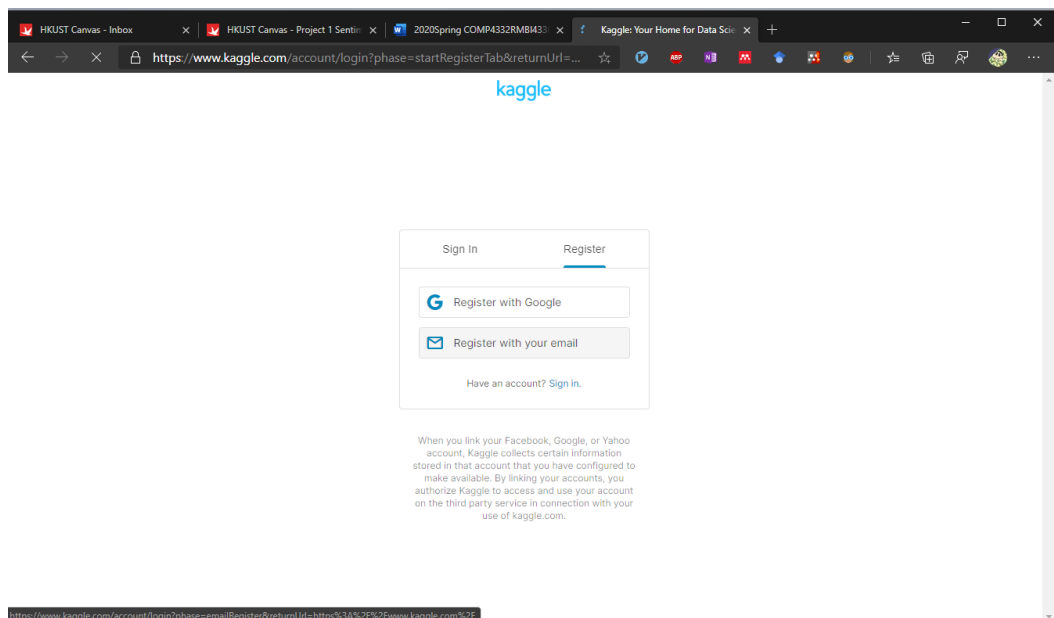 HKUST Canvas - Inbox
HKUST Canvas - Project 1 Sentin
2020Spring COMP4332RMBI433
Kaggle: Your Home for Data Scie
https://www.kaggle.com/account/login?phase=startRegisterTab&returnUrl=...
ABP
N
kaggle
Sign In
Register
G Register with Google
Register with your email
Have an account? Sign in.
When you link your Facebook, Google, or Yahoo
account, Kaggle collects certain information
stored in that account that you have configured to
make available. By linking your accounts, you
authorize Kaggle to access and use your account
on the third party service in connection with your
use of kaggle.com.
https://www.kaggle.com/account/login?phase=emailRegister&returnUrl=https%3A%2F%2Fwww.kaggle.com%2F